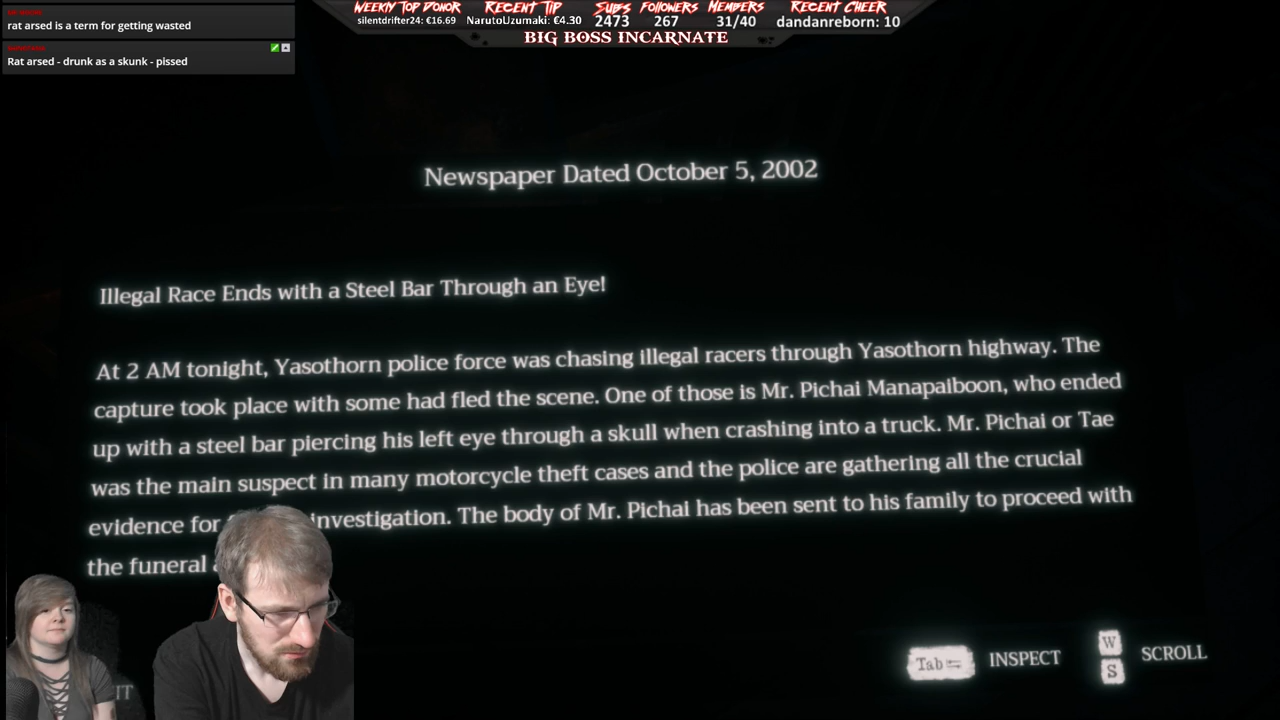 rat arsed is a term for getting wasted
Rat arsed - drunk as a skunk - pissed
WEEKLY TOP DONOR RECENT TIP SUBS FOLLOWERS MEMBERS RECENT CHEER
silentdrifter24: €16.69 NarutoUzumaki: €4.30 2473 267 31/40 dandanreborn: 10
BIG BOSS INCARNATE
Newspaper Dated October 5, 2002
Illegal Race Ends with a Steel Bar Through an Eye!
At 2 AM tonight, Yasothorn police force was chasing illegal racers through Yasothorn highway. The
capture took place with some had fled the scene. One of those is Mr. Pichai Manapaiboon, who ended
up with a steel bar piercing his left eye through a skull when crashing into a truck. Mr. Pichai or Tae
was the main suspect in many motorcycle theft cases and the police are gathering all the crucial
evidence for investigation. The body of Mr. Pichai has been sent to his family to proceed with
the funeral
Tab INSPECT W S SCROLL